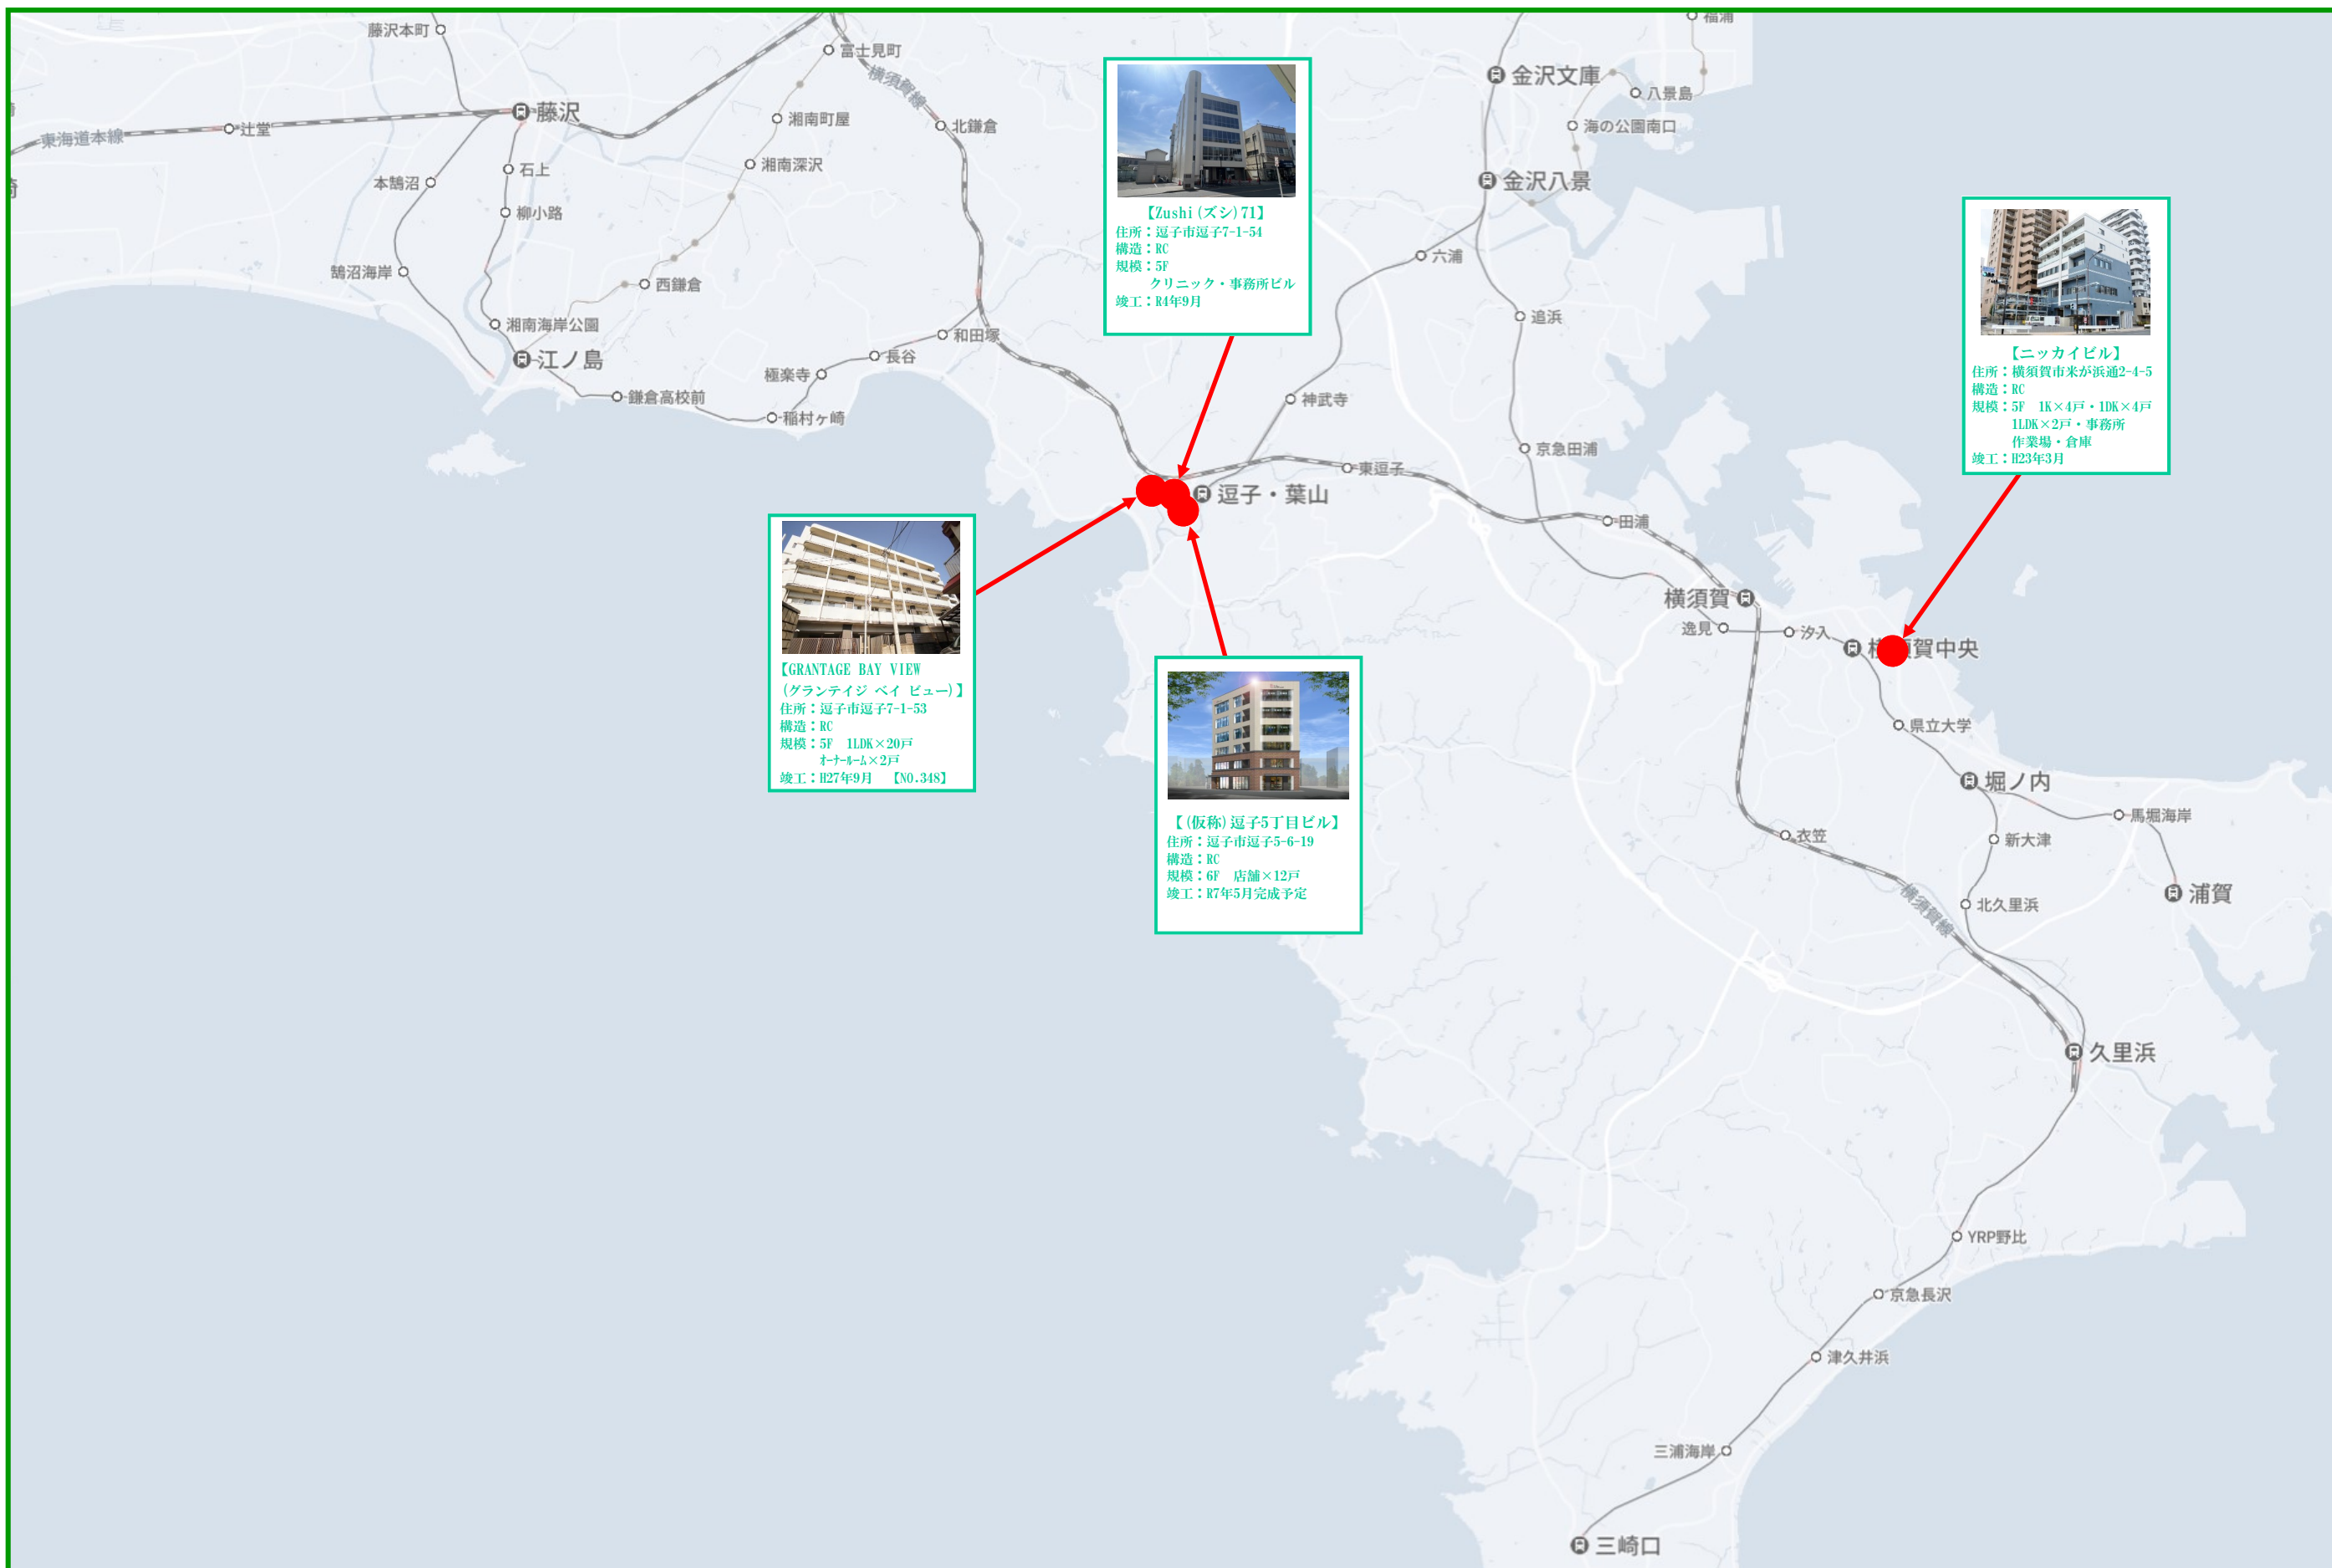 藤沢本町
富士見町
福浦
横須賀線
金沢文庫
八景島
藤沢
湘南町屋
北鎌倉
海の公園南口
東海道本線
辻堂
石上
湘南深沢
本鵠沼
金沢八景
柳小路
六浦
鵠沼海岸
西鎌倉
湘南海岸公園
和田塚
追浜
江ノ島
長谷
極楽寺
鎌倉高校前
稲村ヶ崎
神武寺
京急田浦
東逗子
逗子・葉山
田浦
横須賀
逸見
汐入
賀中央
県立大学
堀ノ内
馬堀海岸
衣笠
新大津
浦賀
北久里浜
横須賀線
久里浜
YRP野比
京急長沢
津久井浜
三浦海岸
三崎口
【Zushi(ズシ)71】
住所：逗子市逗子7-1-54
構造：RC
規模：5F
クリニック・事務所ビル
竣工：R4年9月
【ニッカイビル】
住所：横須賀市米が浜通2-4-5
構造：RC
規模：5F 1K×4戸・1DK×4戸
1LDK×2戸・事務所
作業場・倉庫
竣工：H23年3月
【GRANTAGE BAY VIEW
(グランテイジ ベイ ビュー)】
住所：逗子市逗子7-1-53
構造：RC
規模：5F 1LDK×20戸
ｵｰﾅｰﾙｰﾑ×2戸
竣工：H27年9月 【NO.348】
【(仮称)逗子5丁目ビル】
住所：逗子市逗子5-6-19
構造：RC
規模：6F 店舗×12戸
竣工：R7年5月完成予定